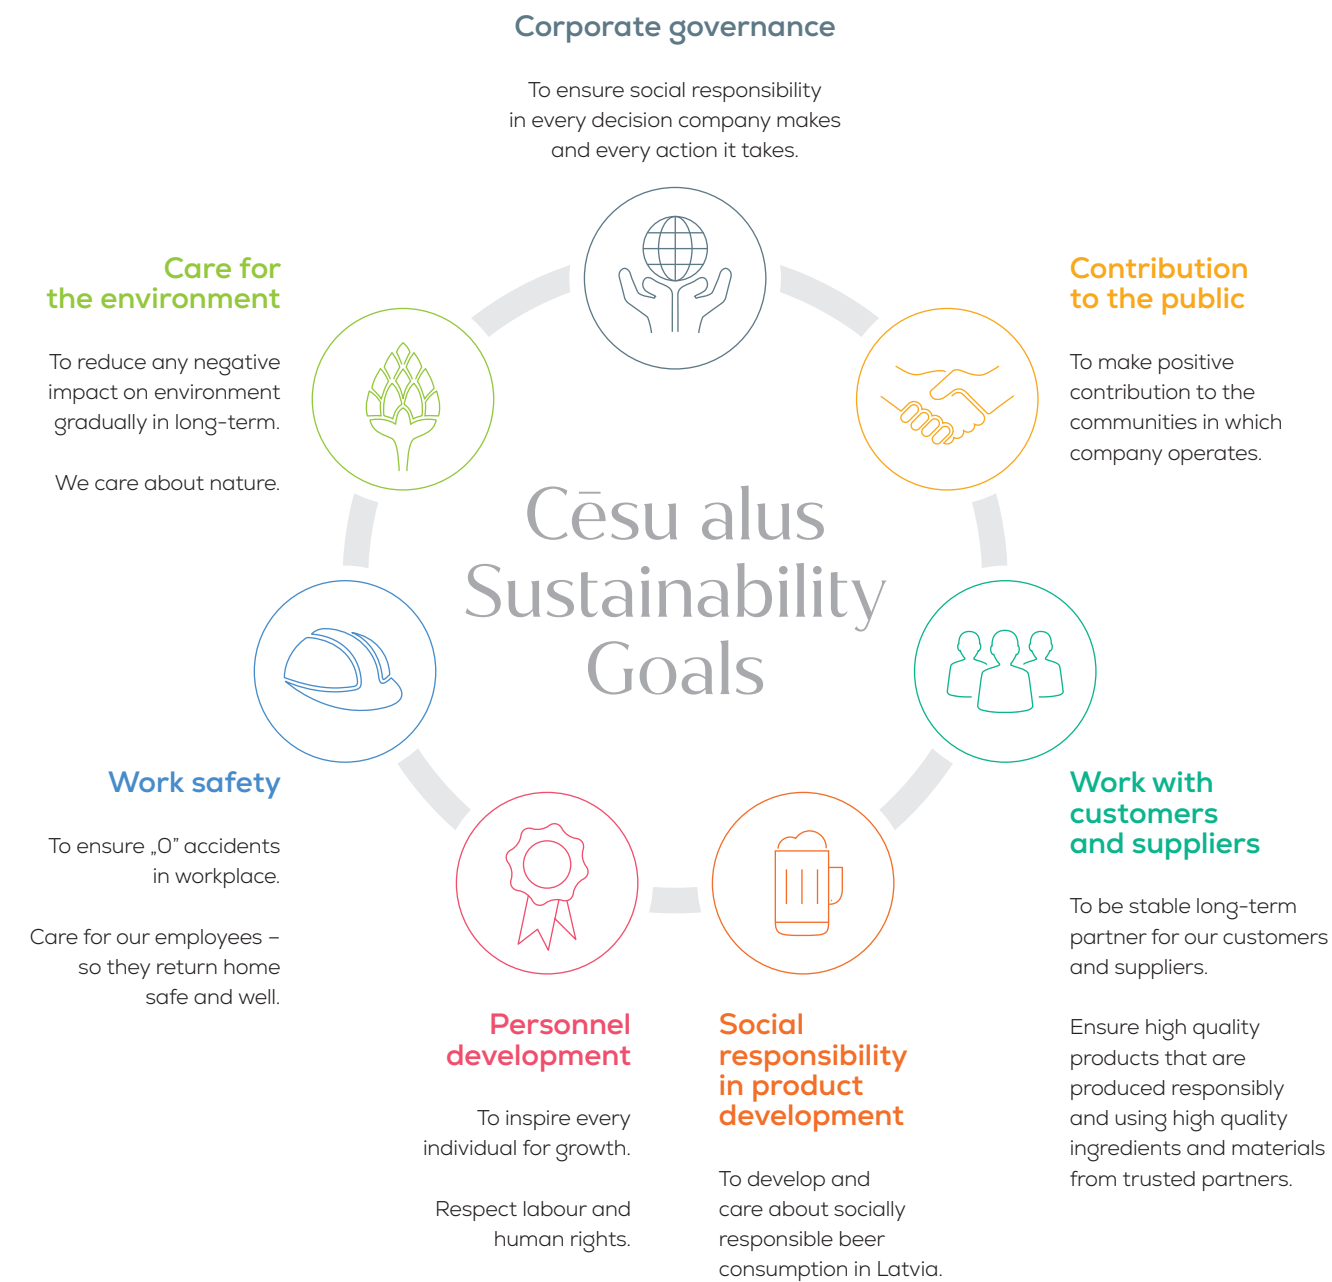 Corporate governance
To ensure social responsibility
in every decision company makes
and every action it takes.
Care for
the environment
To reduce any negative
impact on environment
gradually in long-term.
We care about nature.
Contribution
to the public
To make positive
contribution to the
communities in which
company operates.
Cēsu alus
Sustainability
Goals
Work safety
To ensure „0” accidents
in workplace.
Care for our employees –
so they return home
safe and well.
Work with
customers
and suppliers
To be stable long-term
partner for our customers
and suppliers.
Ensure high quality
products that are
produced responsibly
and using high quality
ingredients and materials
from trusted partners.
Personnel
development
To inspire every
individual for growth.
Respect labour and
human rights.
Social
responsibility
in product
development
To develop and
care about socially
responsible beer
consumption in Latvia.